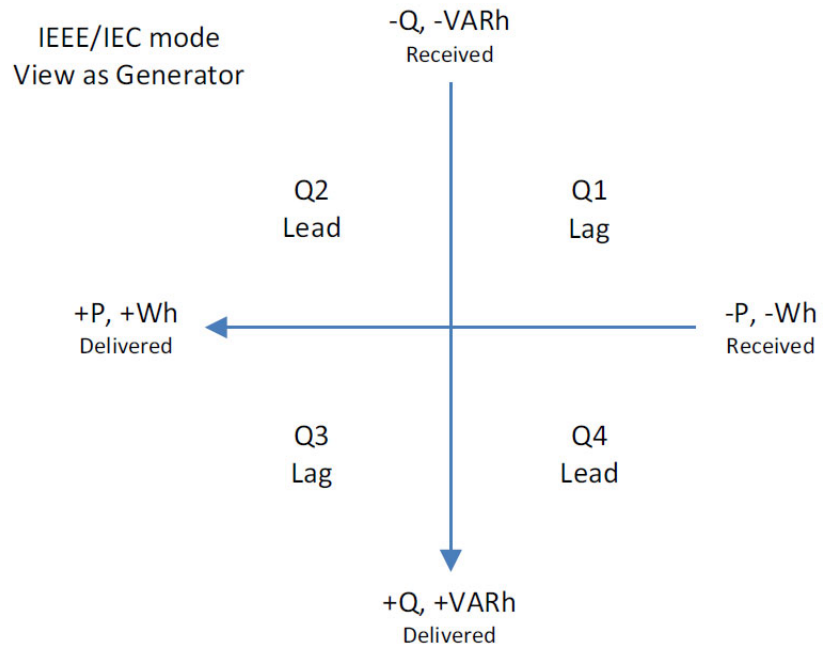 IEEE/IEC mode
View as Generator
-Q, -VARh
Received
Q2
Lead
Q1
Lag
+P, +Wh
Delivered
-P, -Wh
Received
Q3
Lag
Q4
Lead
+Q, +VARh
Delivered